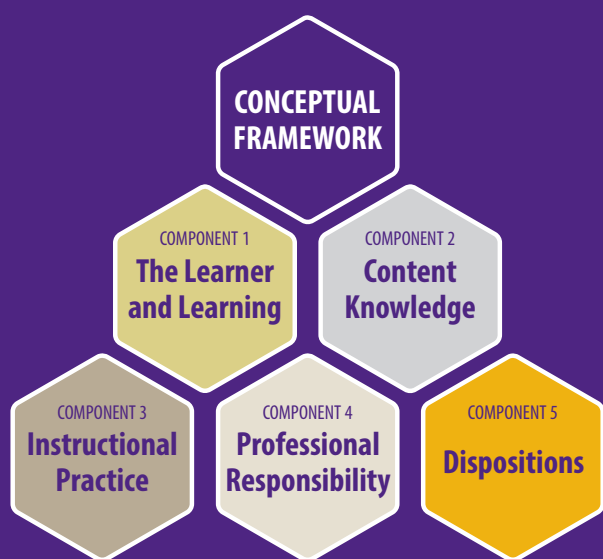 CONCEPTUAL
FRAMEWORK
COMPONENT 1
The Learner
and Learning
COMPONENT 2
Content
Knowledge
COMPONENT 3
Instructional
Practice
COMPONENT 4
Professional
Responsibility
COMPONENT 5
Dispositions